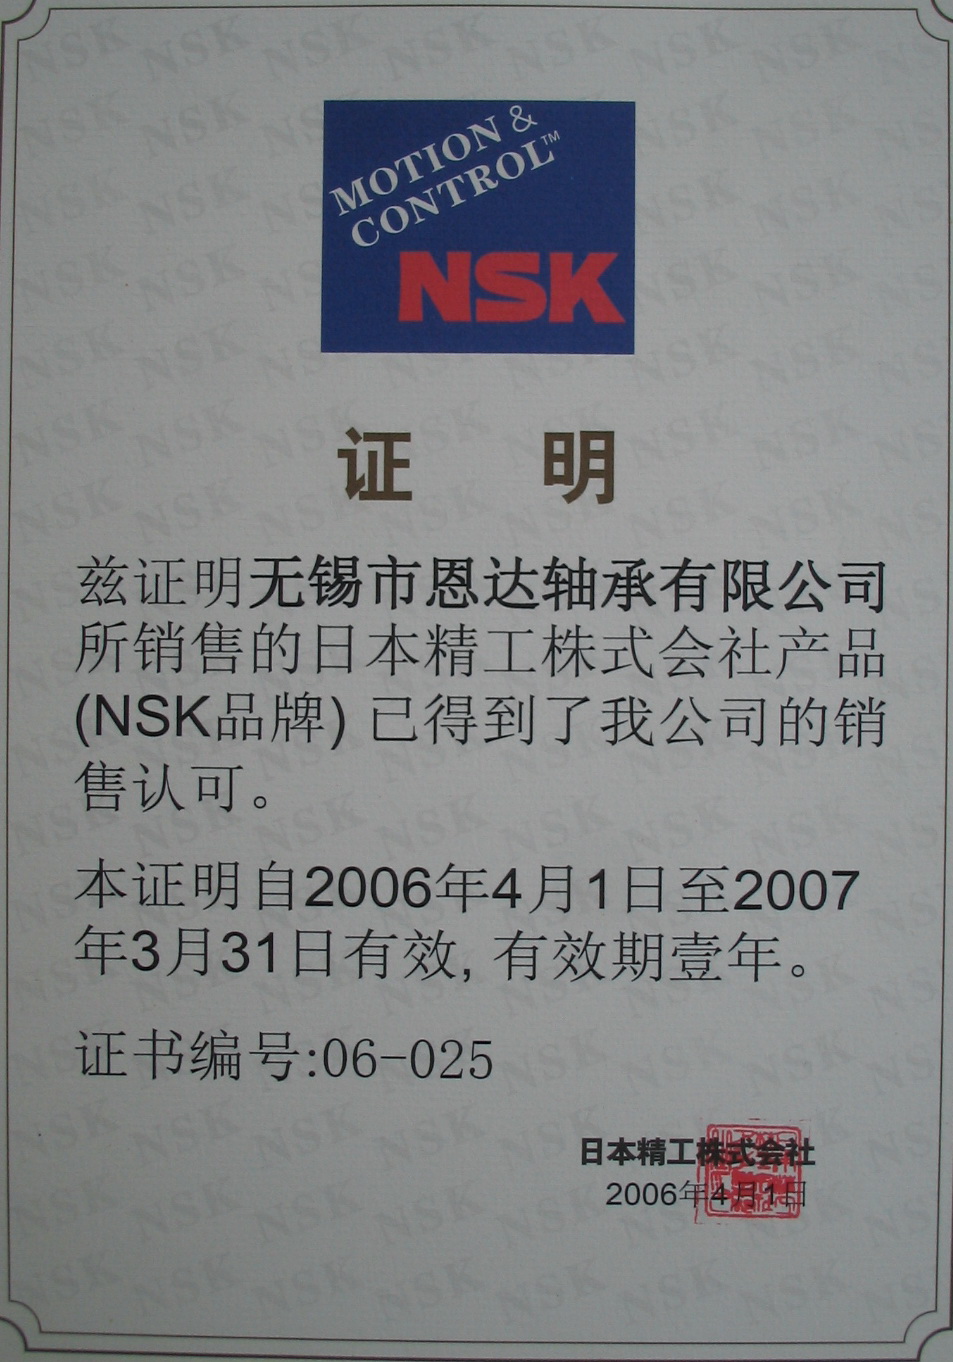 MOTION &
CONTROL™
NSK
证 明
兹证明无锡市恩达轴承有限公司
所销售的日本精工株式会社产品
(NSK品牌) 已得到了我公司的销
售认可。
本证明自2006年4月1日至2007
年3月31日有效, 有效期壹年。
证书编号:06-025
日本精工株式会社
2006年4月1日